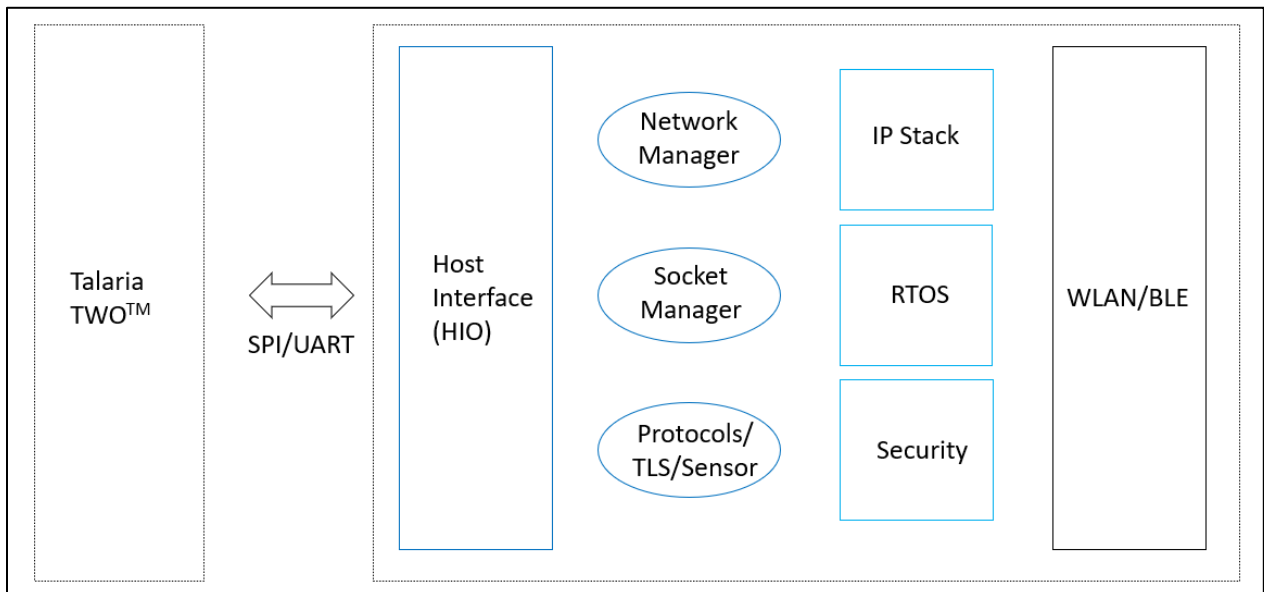 Talaria
TWO™
SPI/UART
Host
Interface
(HIO)
Network
Manager
Socket
Manager
Protocols/
TLS/Sensor
IP Stack
RTOS
Security
WLAN/BLE